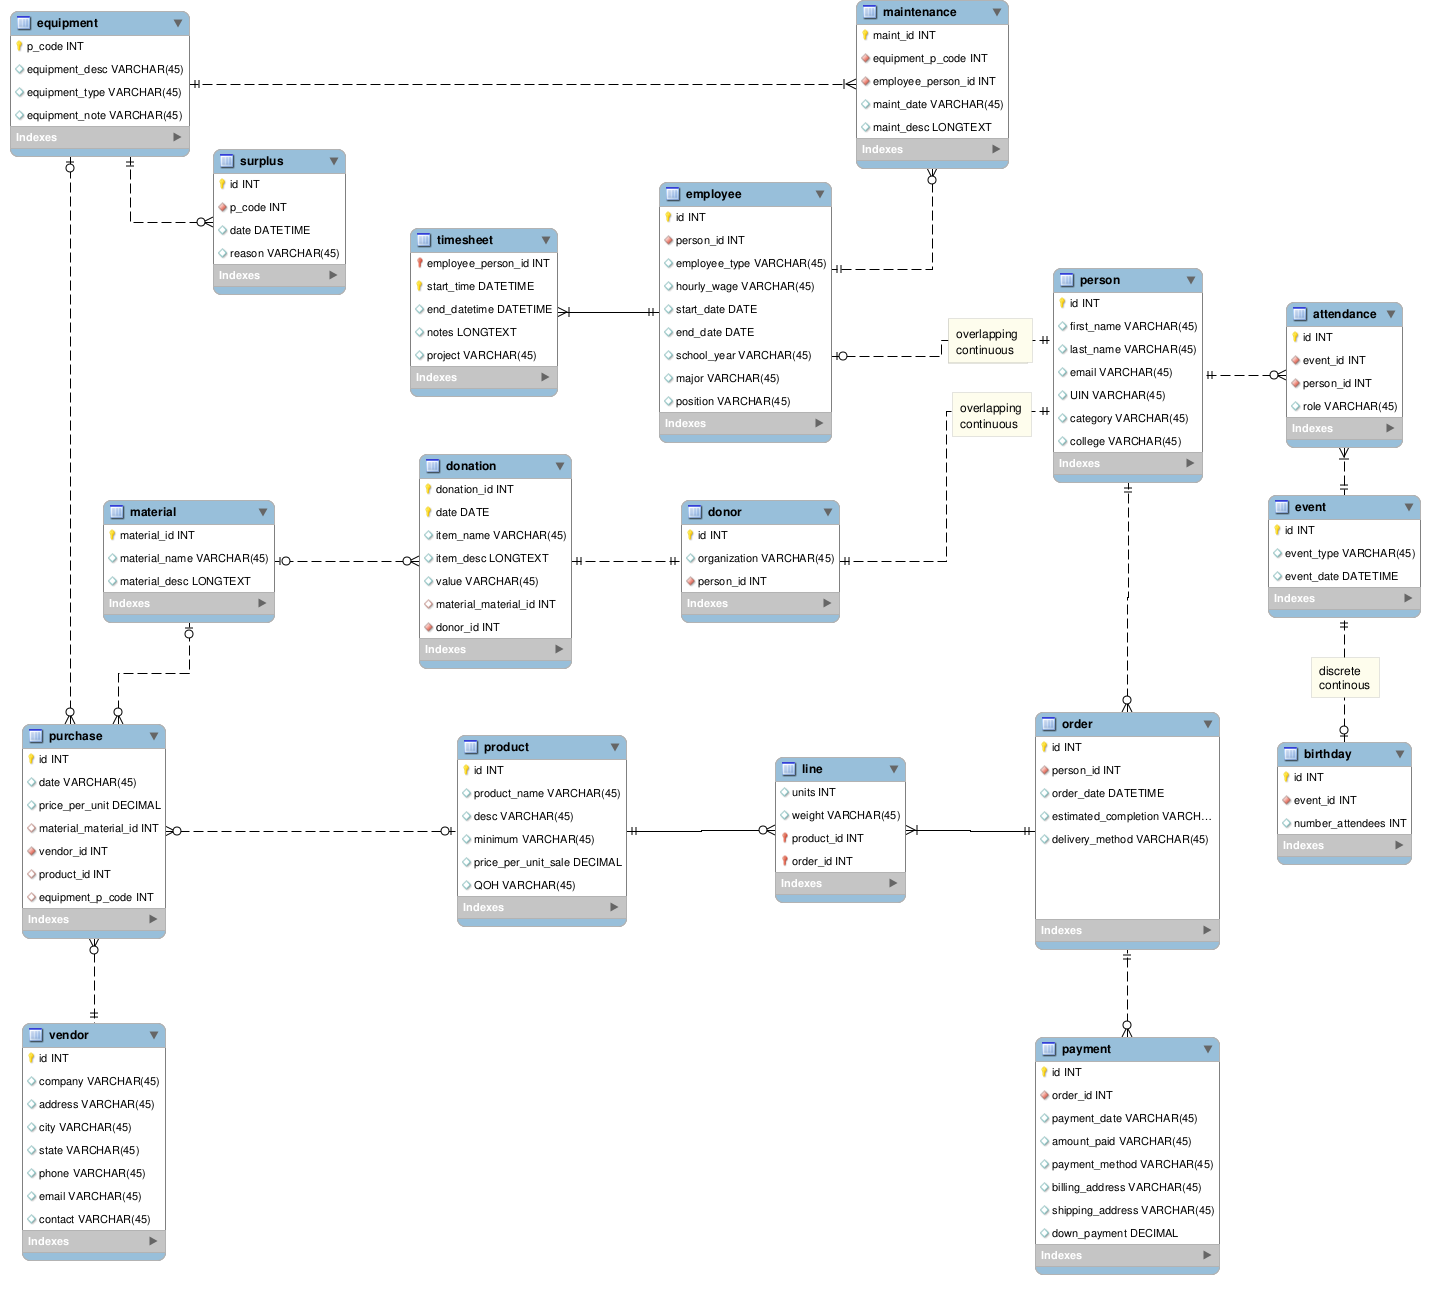 equipment
p_code INT
equipment_desc VARCHAR(45)
equipment_type VARCHAR(45)
equipment_note VARCHAR(45)
Indexes
maintenance
maint_id INT
equipment_p_code INT
employee_person_id INT
maint_date VARCHAR(45)
maint_desc LONGTEXT
Indexes
surplus
id INT
p_code INT
date DATETIME
reason VARCHAR(45)
Indexes
timesheet
employee_person_id INT
start_time DATETIME
end_datetime DATETIME
notes LONGTEXT
project VARCHAR(45)
Indexes
employee
id INT
person_id INT
employee_type VARCHAR(45)
hourly_wage VARCHAR(45)
start_date DATE
end_date DATE
school_year VARCHAR(45)
major VARCHAR(45)
position VARCHAR(45)
Indexes
overlapping
continuous
overlapping
continuous
person
id INT
first_name VARCHAR(45)
last_name VARCHAR(45)
email VARCHAR(45)
UIN VARCHAR(45)
category VARCHAR(45)
college VARCHAR(45)
Indexes
attendance
id INT
event_id INT
person_id INT
role VARCHAR(45)
Indexes
material
material_id INT
material_name VARCHAR(45)
material_desc LONGTEXT
Indexes
donation
donation_id INT
date DATE
item_name VARCHAR(45)
item_desc LONGTEXT
value VARCHAR(45)
material_material_id INT
donor_id INT
Indexes
donor
id INT
organization VARCHAR(45)
person_id INT
Indexes
event
id INT
event_type VARCHAR(45)
event_date DATETIME
Indexes
discrete
continous
birthday
id INT
event_id INT
number_attendees INT
Indexes
purchase
id INT
date VARCHAR(45)
price_per_unit DECIMAL
material_material_id INT
vendor_id INT
product_id INT
equipment_p_code INT
Indexes
product
id INT
product_name VARCHAR(45)
desc VARCHAR(45)
minimum VARCHAR(45)
price_per_unit_sale DECIMAL
QOH VARCHAR(45)
Indexes
line
units INT
weight VARCHAR(45)
product_id INT
order_id INT
Indexes
order
id INT
person_id INT
order_date DATETIME
estimated_completion VARCH...
delivery_method VARCHAR(45)
Indexes
vendor
id INT
company VARCHAR(45)
address VARCHAR(45)
city VARCHAR(45)
state VARCHAR(45)
phone VARCHAR(45)
email VARCHAR(45)
contact VARCHAR(45)
Indexes
payment
id INT
order_id INT
payment_date VARCHAR(45)
amount_paid VARCHAR(45)
payment_method VARCHAR(45)
billing_address VARCHAR(45)
shipping_address VARCHAR(45)
down_payment DECIMAL
Indexes